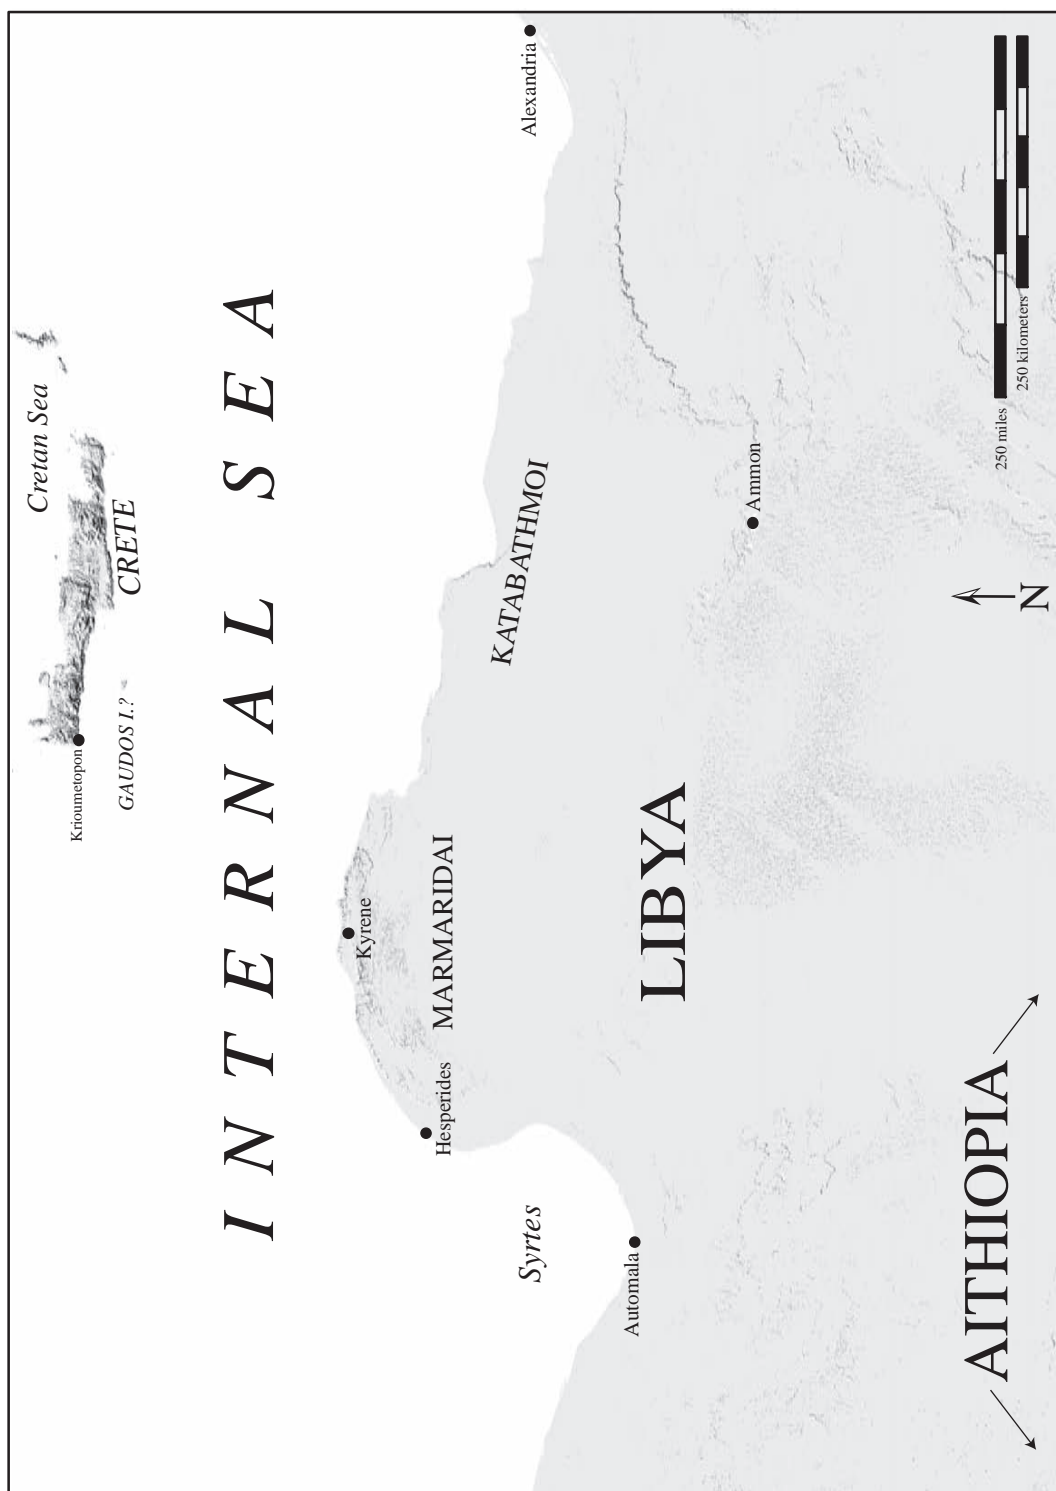 Cretan Sea
CRETE
Krioumetopon
GAUDOS I.?
INTERNAL SEA
Alexandria
Kyrene
MARMARIDAI
Hesperides
KATABATHMOI
Syrtes
Automala
LIBYA
Ammon
AITHIOPIA
N
250 miles
250 kilometers